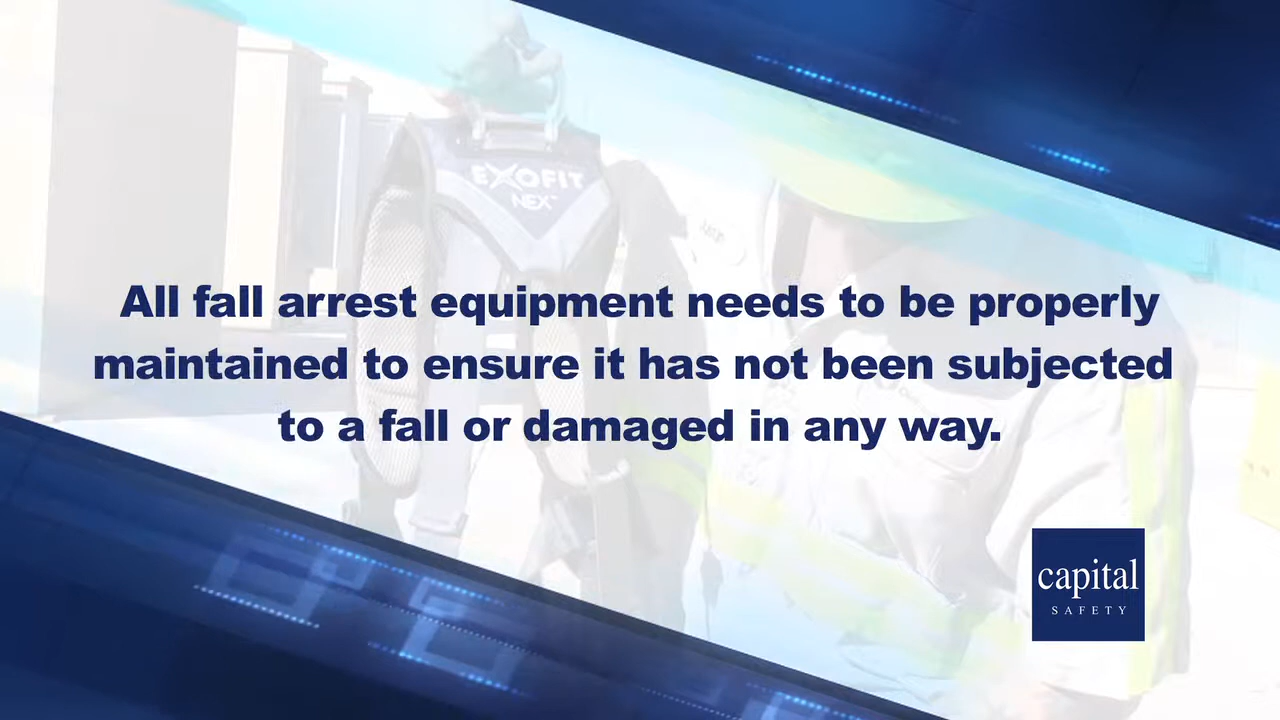 EXOFIT
NEX™
All fall arrest equipment needs to be properly
maintained to ensure it has not been subjected
to a fall or damaged in any way.
capital
SAFETY